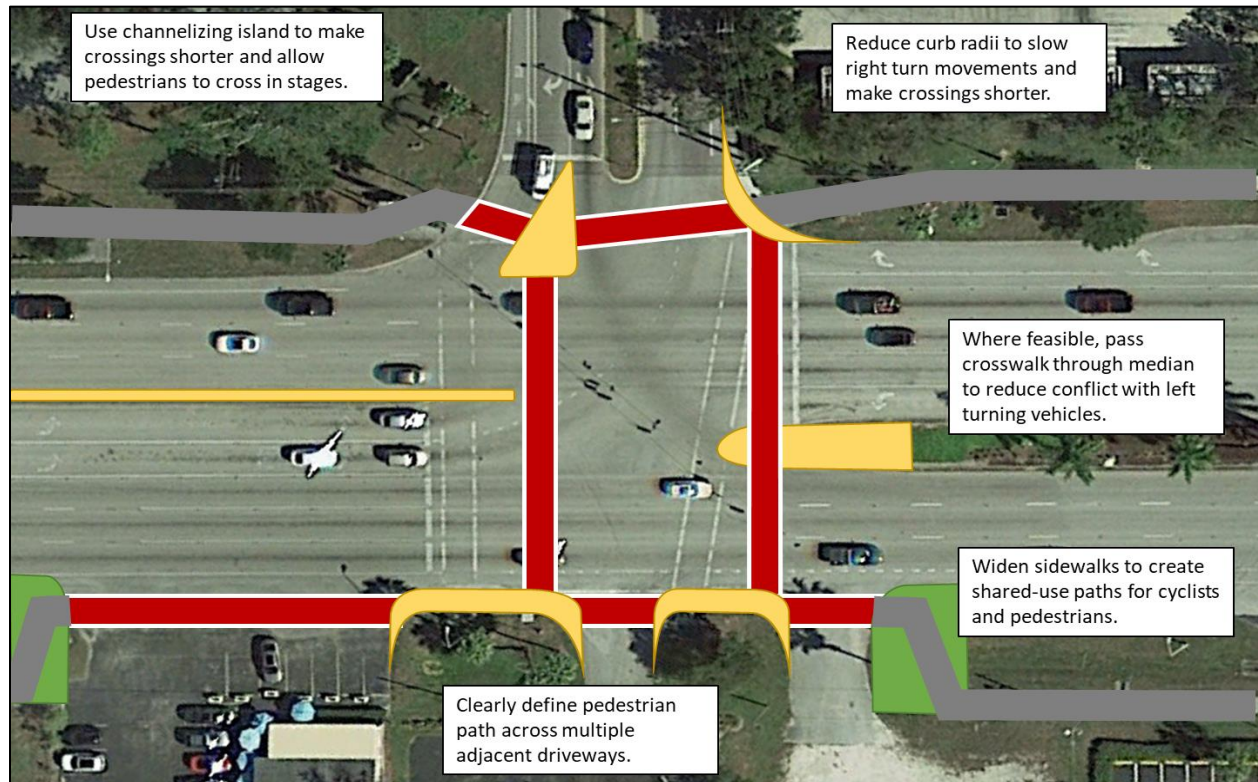 Use channelizing island to make
crossings shorter and allow
pedestrians to cross in stages.
Reduce curb radii to slow
right turn movements and
make crossings shorter.
Where feasible, pass
crosswalk through median
to reduce conflict with left
turning vehicles.
Widen sidewalks to create
shared-use paths for cyclists
and pedestrians.
Clearly define pedestrian
path across multiple
adjacent driveways.